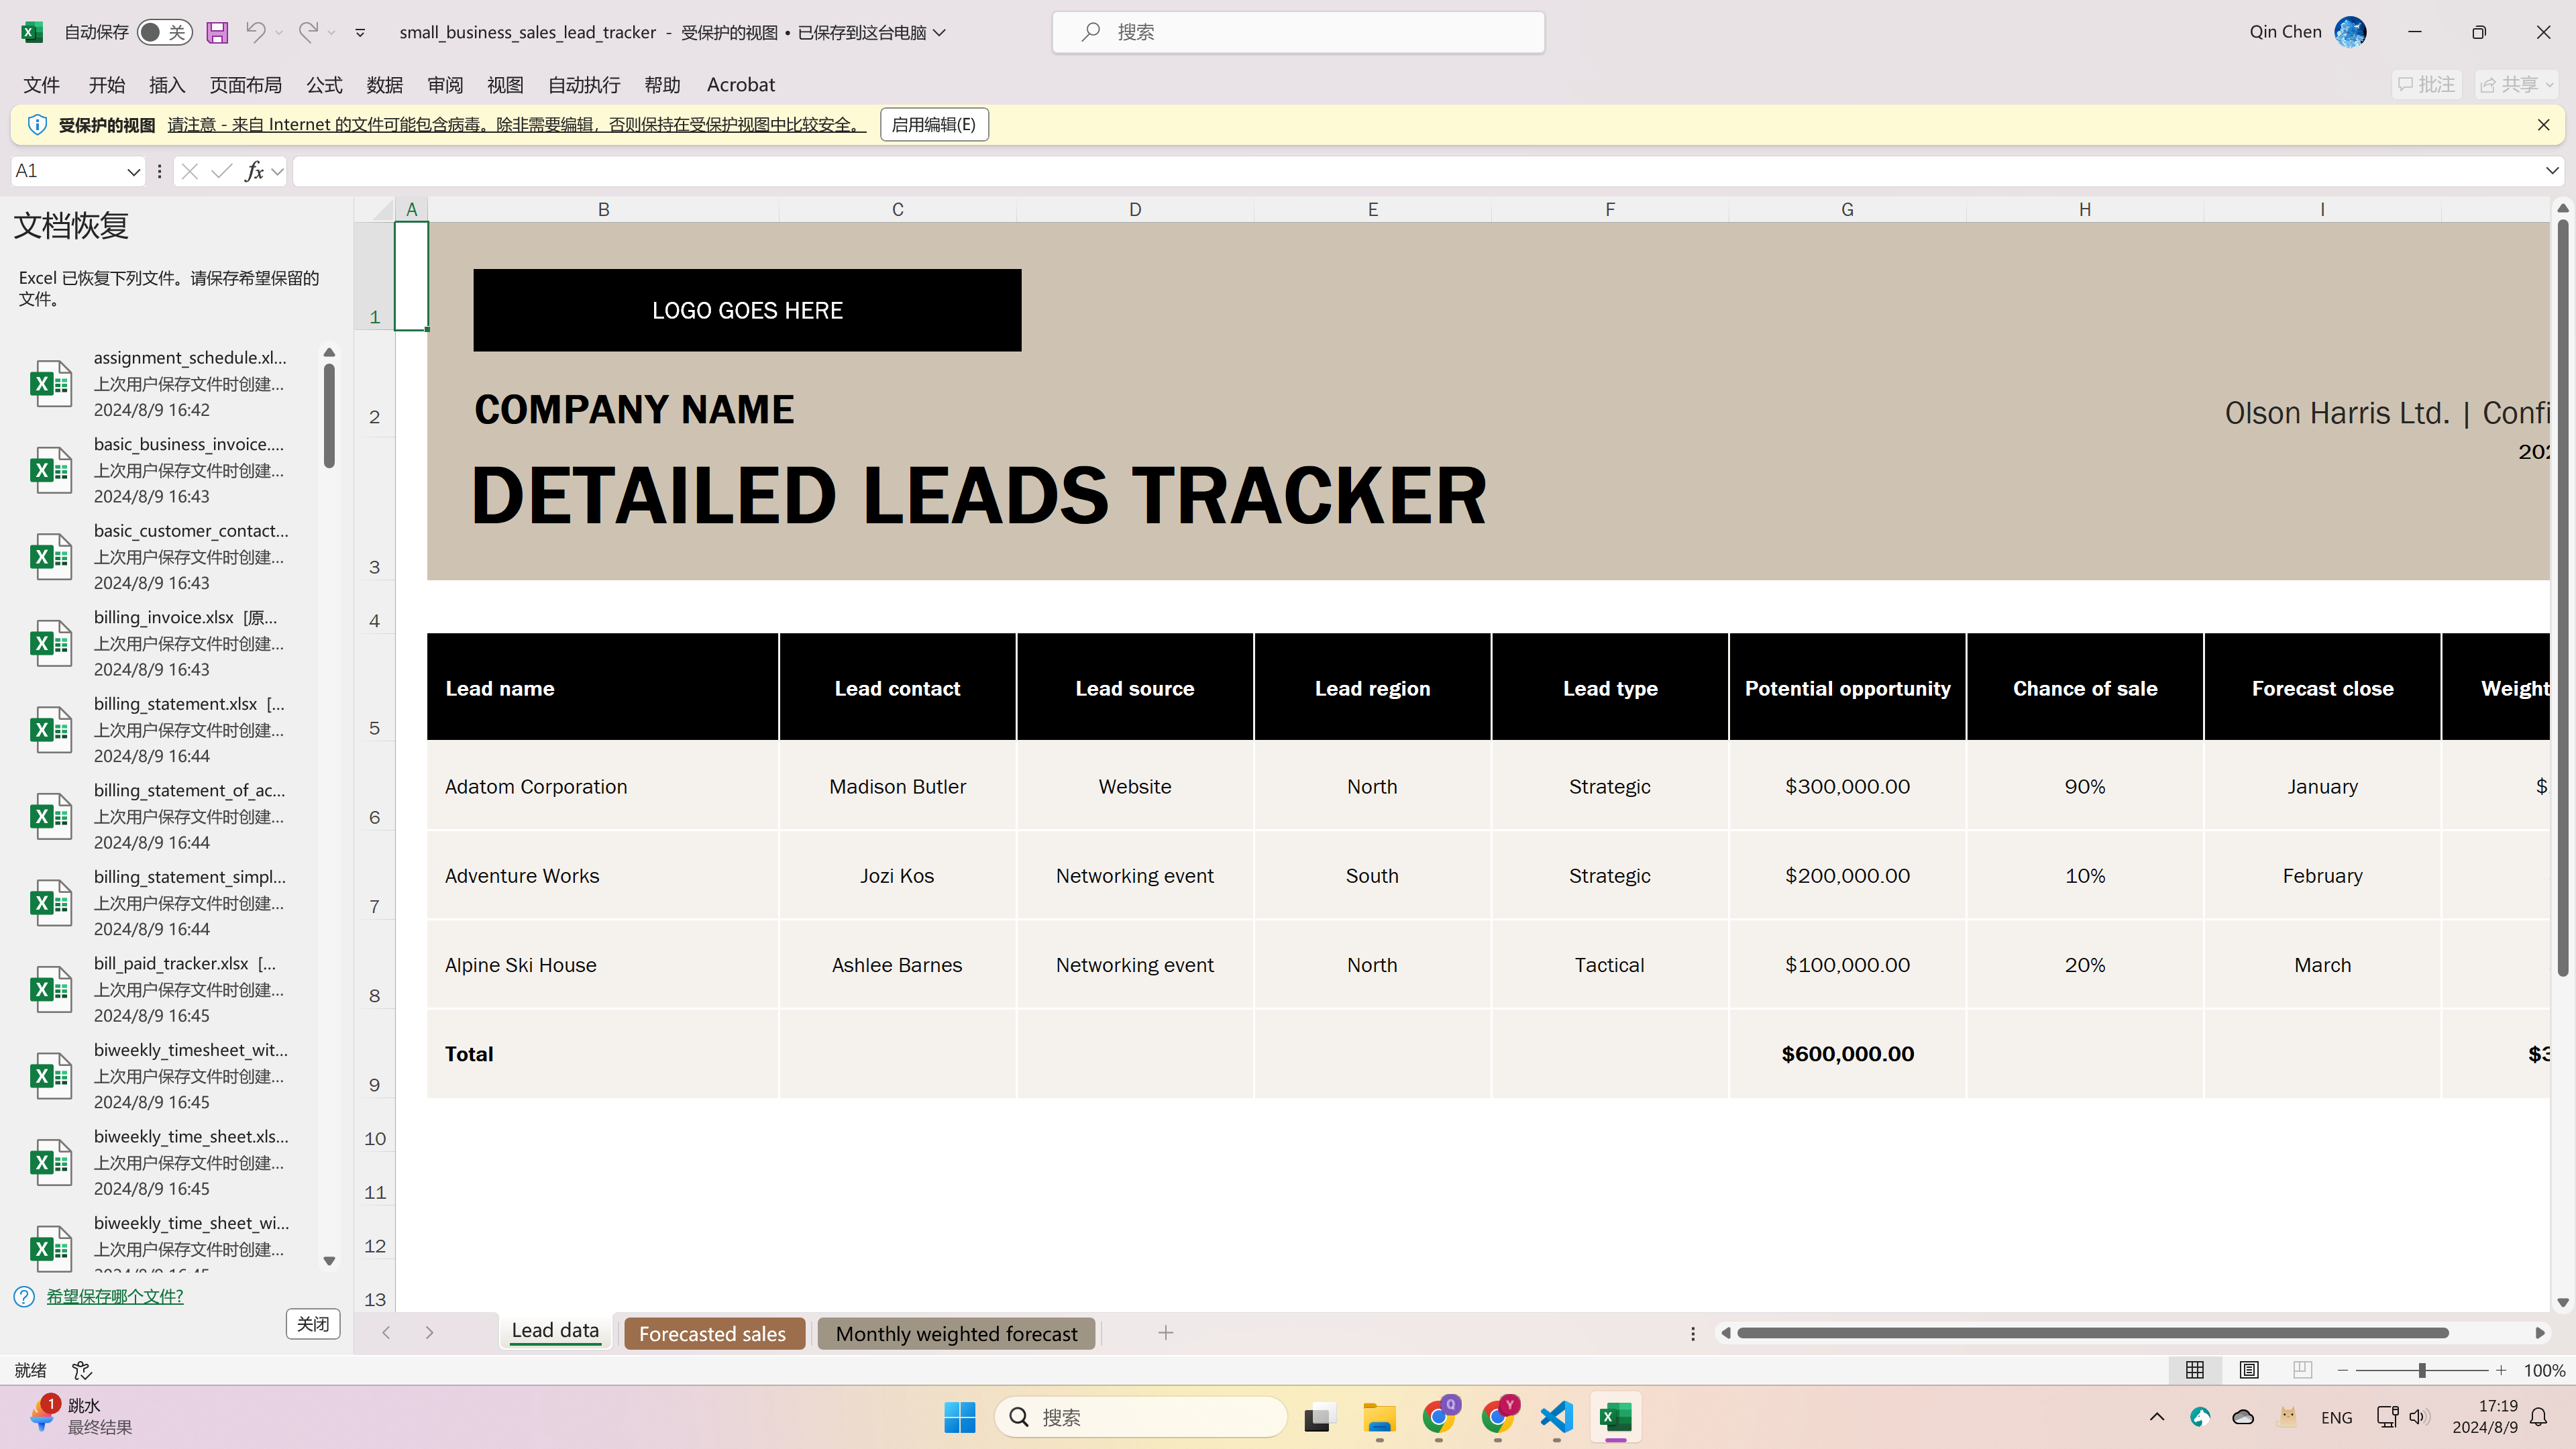 自动保存 关 small_business_sales_lead_tracker - 受保护的视图 • 已保存到这台电脑 搜索 Qin Chen
文件 开始 插入 页面布局 公式 数据 审阅 视图 自动执行 帮助 Acrobat 批注 共享
受保护的视图 请注意 - 来自 Internet 的文件可能包含病毒。除非需要编辑，否则保持在受保护视图中比较安全。 启用编辑(E)
A1 fx
文档恢复
Excel 已恢复下列文件。请保存希望保留的
文件。
assignment_schedule.xl...
上次用户保存文件时创建...
2024/8/9 16:42
basic_business_invoice....
上次用户保存文件时创建...
2024/8/9 16:43
basic_customer_contact...
上次用户保存文件时创建...
2024/8/9 16:43
billing_invoice.xlsx [原...
上次用户保存文件时创建...
2024/8/9 16:43
billing_statement.xlsx [...
上次用户保存文件时创建...
2024/8/9 16:44
billing_statement_of_ac...
上次用户保存文件时创建...
2024/8/9 16:44
billing_statement_simpl...
上次用户保存文件时创建...
2024/8/9 16:44
bill_paid_tracker.xlsx [...
上次用户保存文件时创建...
2024/8/9 16:45
biweekly_timesheet_wit...
上次用户保存文件时创建...
2024/8/9 16:45
biweekly_time_sheet.xls...
上次用户保存文件时创建...
2024/8/9 16:45
biweekly_time_sheet_wi...
上次用户保存文件时创建...
希望保存哪个文件?
关闭
A B C D E F G H I
1 LOGO GOES HERE
2 COMPANY NAME Olson Harris Ltd. | Confi
202
3 DETAILED LEADS TRACKER
4
5 Lead name Lead contact Lead source Lead region Lead type Potential opportunity Chance of sale Forecast close Weight
6 Adatom Corporation Madison Butler Website North Strategic $300,000.00 90% January $
7 Adventure Works Jozi Kos Networking event South Strategic $200,000.00 10% February
8 Alpine Ski House Ashlee Barnes Networking event North Tactical $100,000.00 20% March
9 Total $600,000.00 $3
10
11
12
13
Lead data Forecasted sales Monthly weighted forecast
就绪 100%
1 跳水
最终结果
搜索 Q Y ENG
17:19
2024/8/9